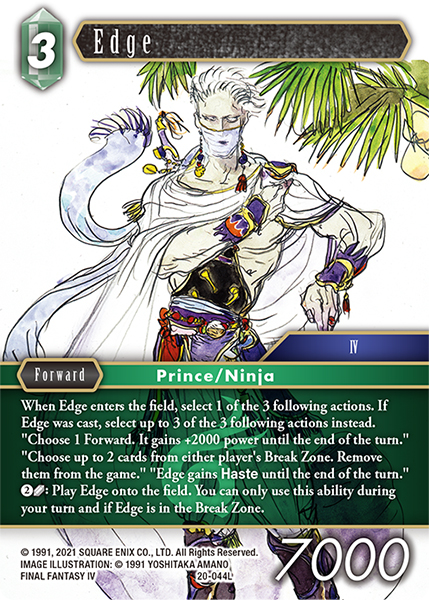 3
Edge
IV
Forward
Prince/Ninja
When Edge enters the field, select 1 of the 3 following actions. If
Edge was cast, select up to 3 of the 3 following actions instead.
"Choose 1 Forward. It gains +2000 power until the end of the turn."
"Choose up to 2 cards from either player's Break Zone. Remove
them from the game." "Edge gains Haste until the end of the turn."
2: Play Edge onto the field. You can only use this ability during
your turn and if Edge is in the Break Zone.
© 1991, 2021 SQUARE ENIX CO., LTD. All Rights Reserved.
IMAGE ILLUSTRATION: © 1991 YOSHITAKA AMANO
FINAL FANTASY IV
20-044L
7000